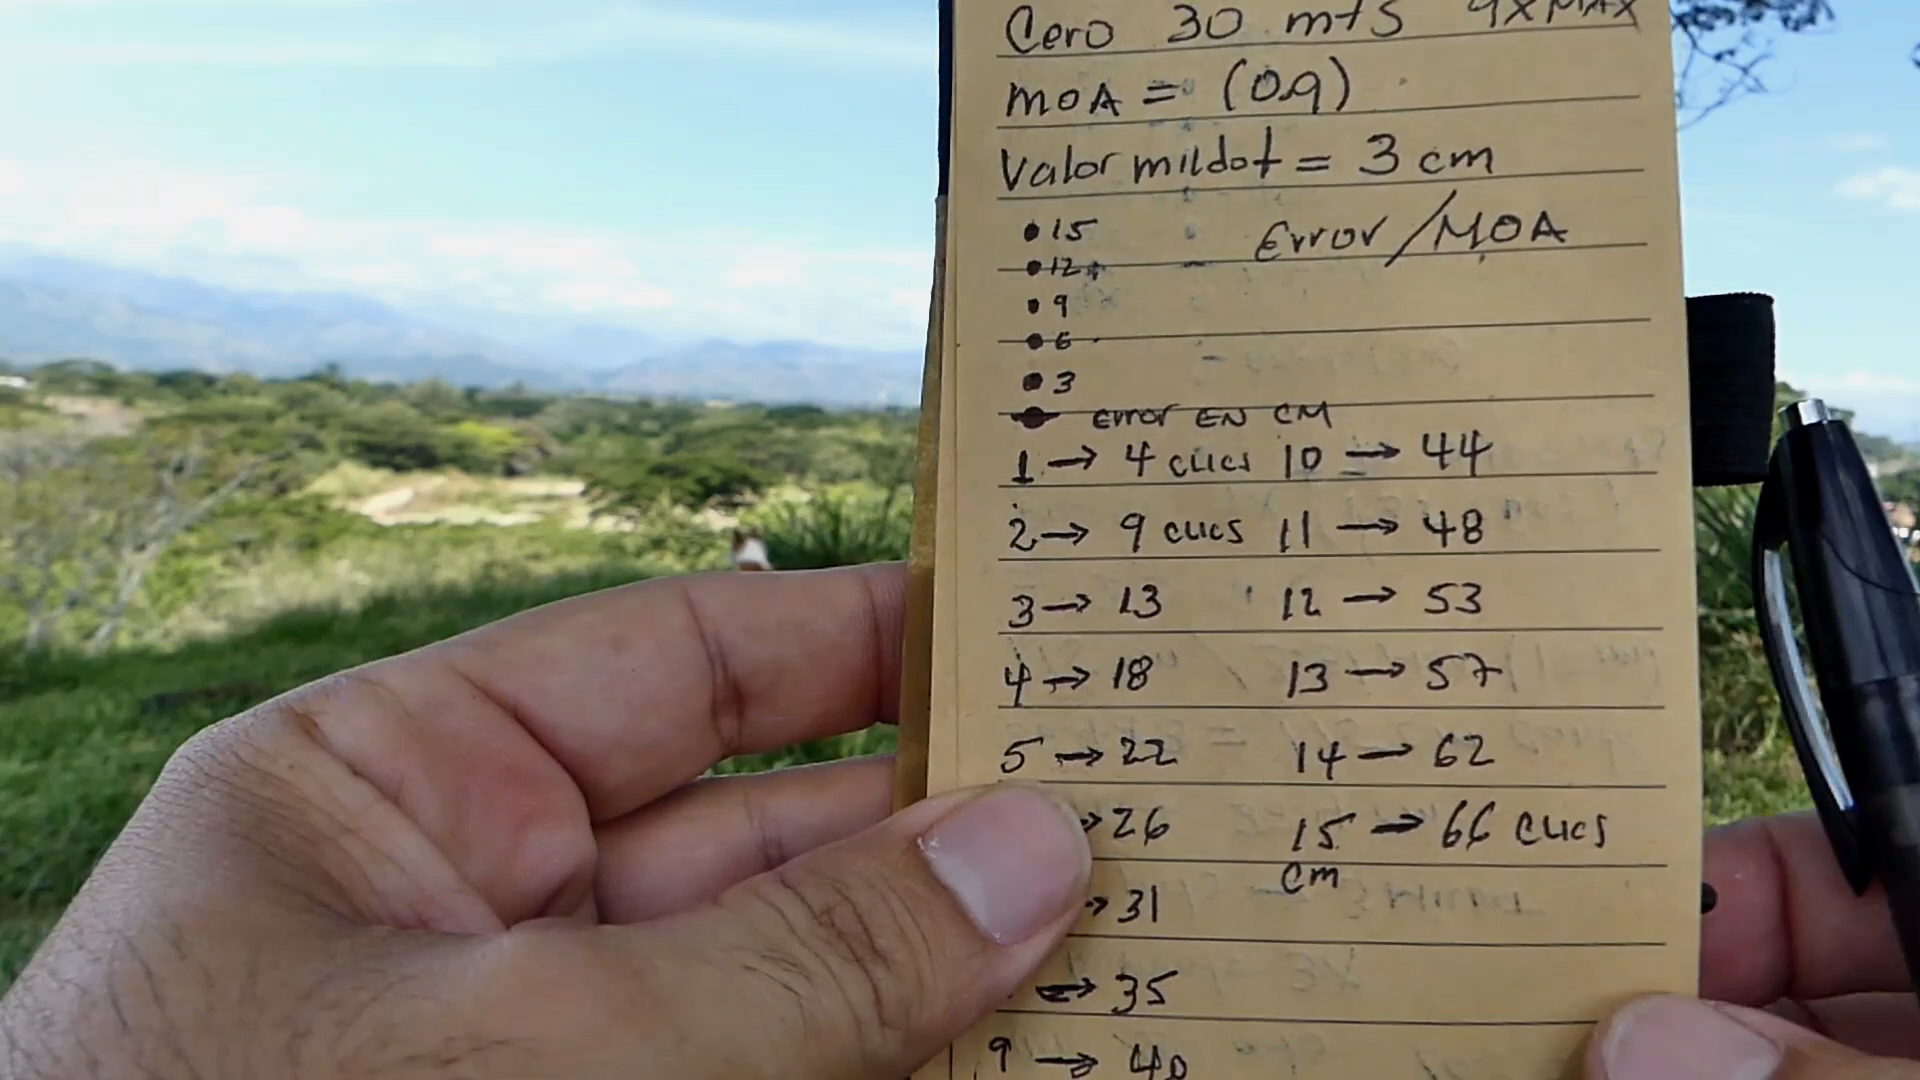 Cero 30 mts 9XMAX
MOA = (0.9)
Valor mildot = 3 cm
• 15 Error/MOA
• 12
• 9
• 6
• 3
error EN CM
1 → 4 clics 10 → 44
2 → 9 clics 11 → 48
3 → 13 12 → 53
4 → 18 13 → 57
5 → 22 14 → 62
→ 26 15 → 66 clics
cm
→ 31
→ 35
9 → 40